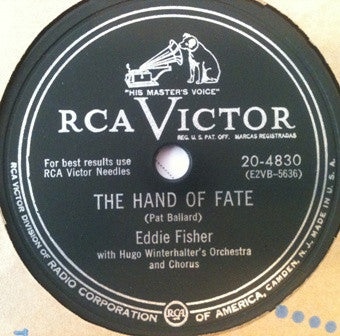 "HIS MASTER'S VOICE"
RCA VICTOR
REG. U.S. PAT. OFF. MARCAS REGISTRADAS
For best results use
RCA Victor Needles
20-4830
(E2VB-5636)
THE HAND OF FATE
(Pat Ballard)
Eddie Fisher
with Hugo Winterhalter's Orchestra
and Chorus
RCA VICTOR DIVISION OF RADIO CORPORATION OF AMERICA, CAMDEN, N.J. MADE IN U.S.A.
RCA